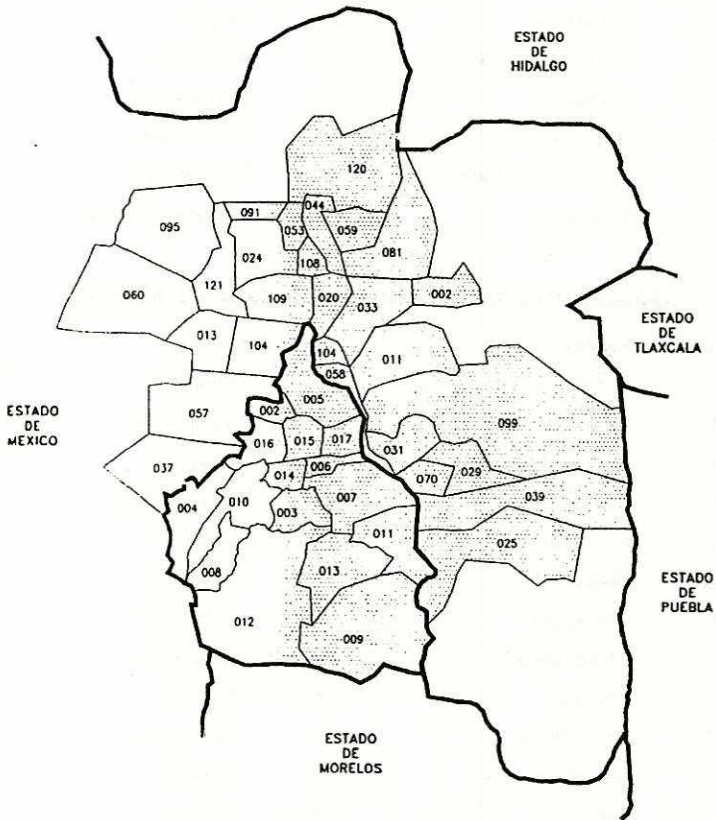 ESTADO
DE
HIDALGO
120
044
091
095
053
059
024
081
108
121
060
002
109
020
033
013
104
104
011
ESTADO
DE
TLAXCALA
058
005
ESTADO
DE
MEXICO
057
002
099
016
015
017
031
037
006
029
014
070
004
010
003
007
039
011
025
008
013
ESTADO
DE
PUEBLA
012
009
ESTADO
DE
MORELOS